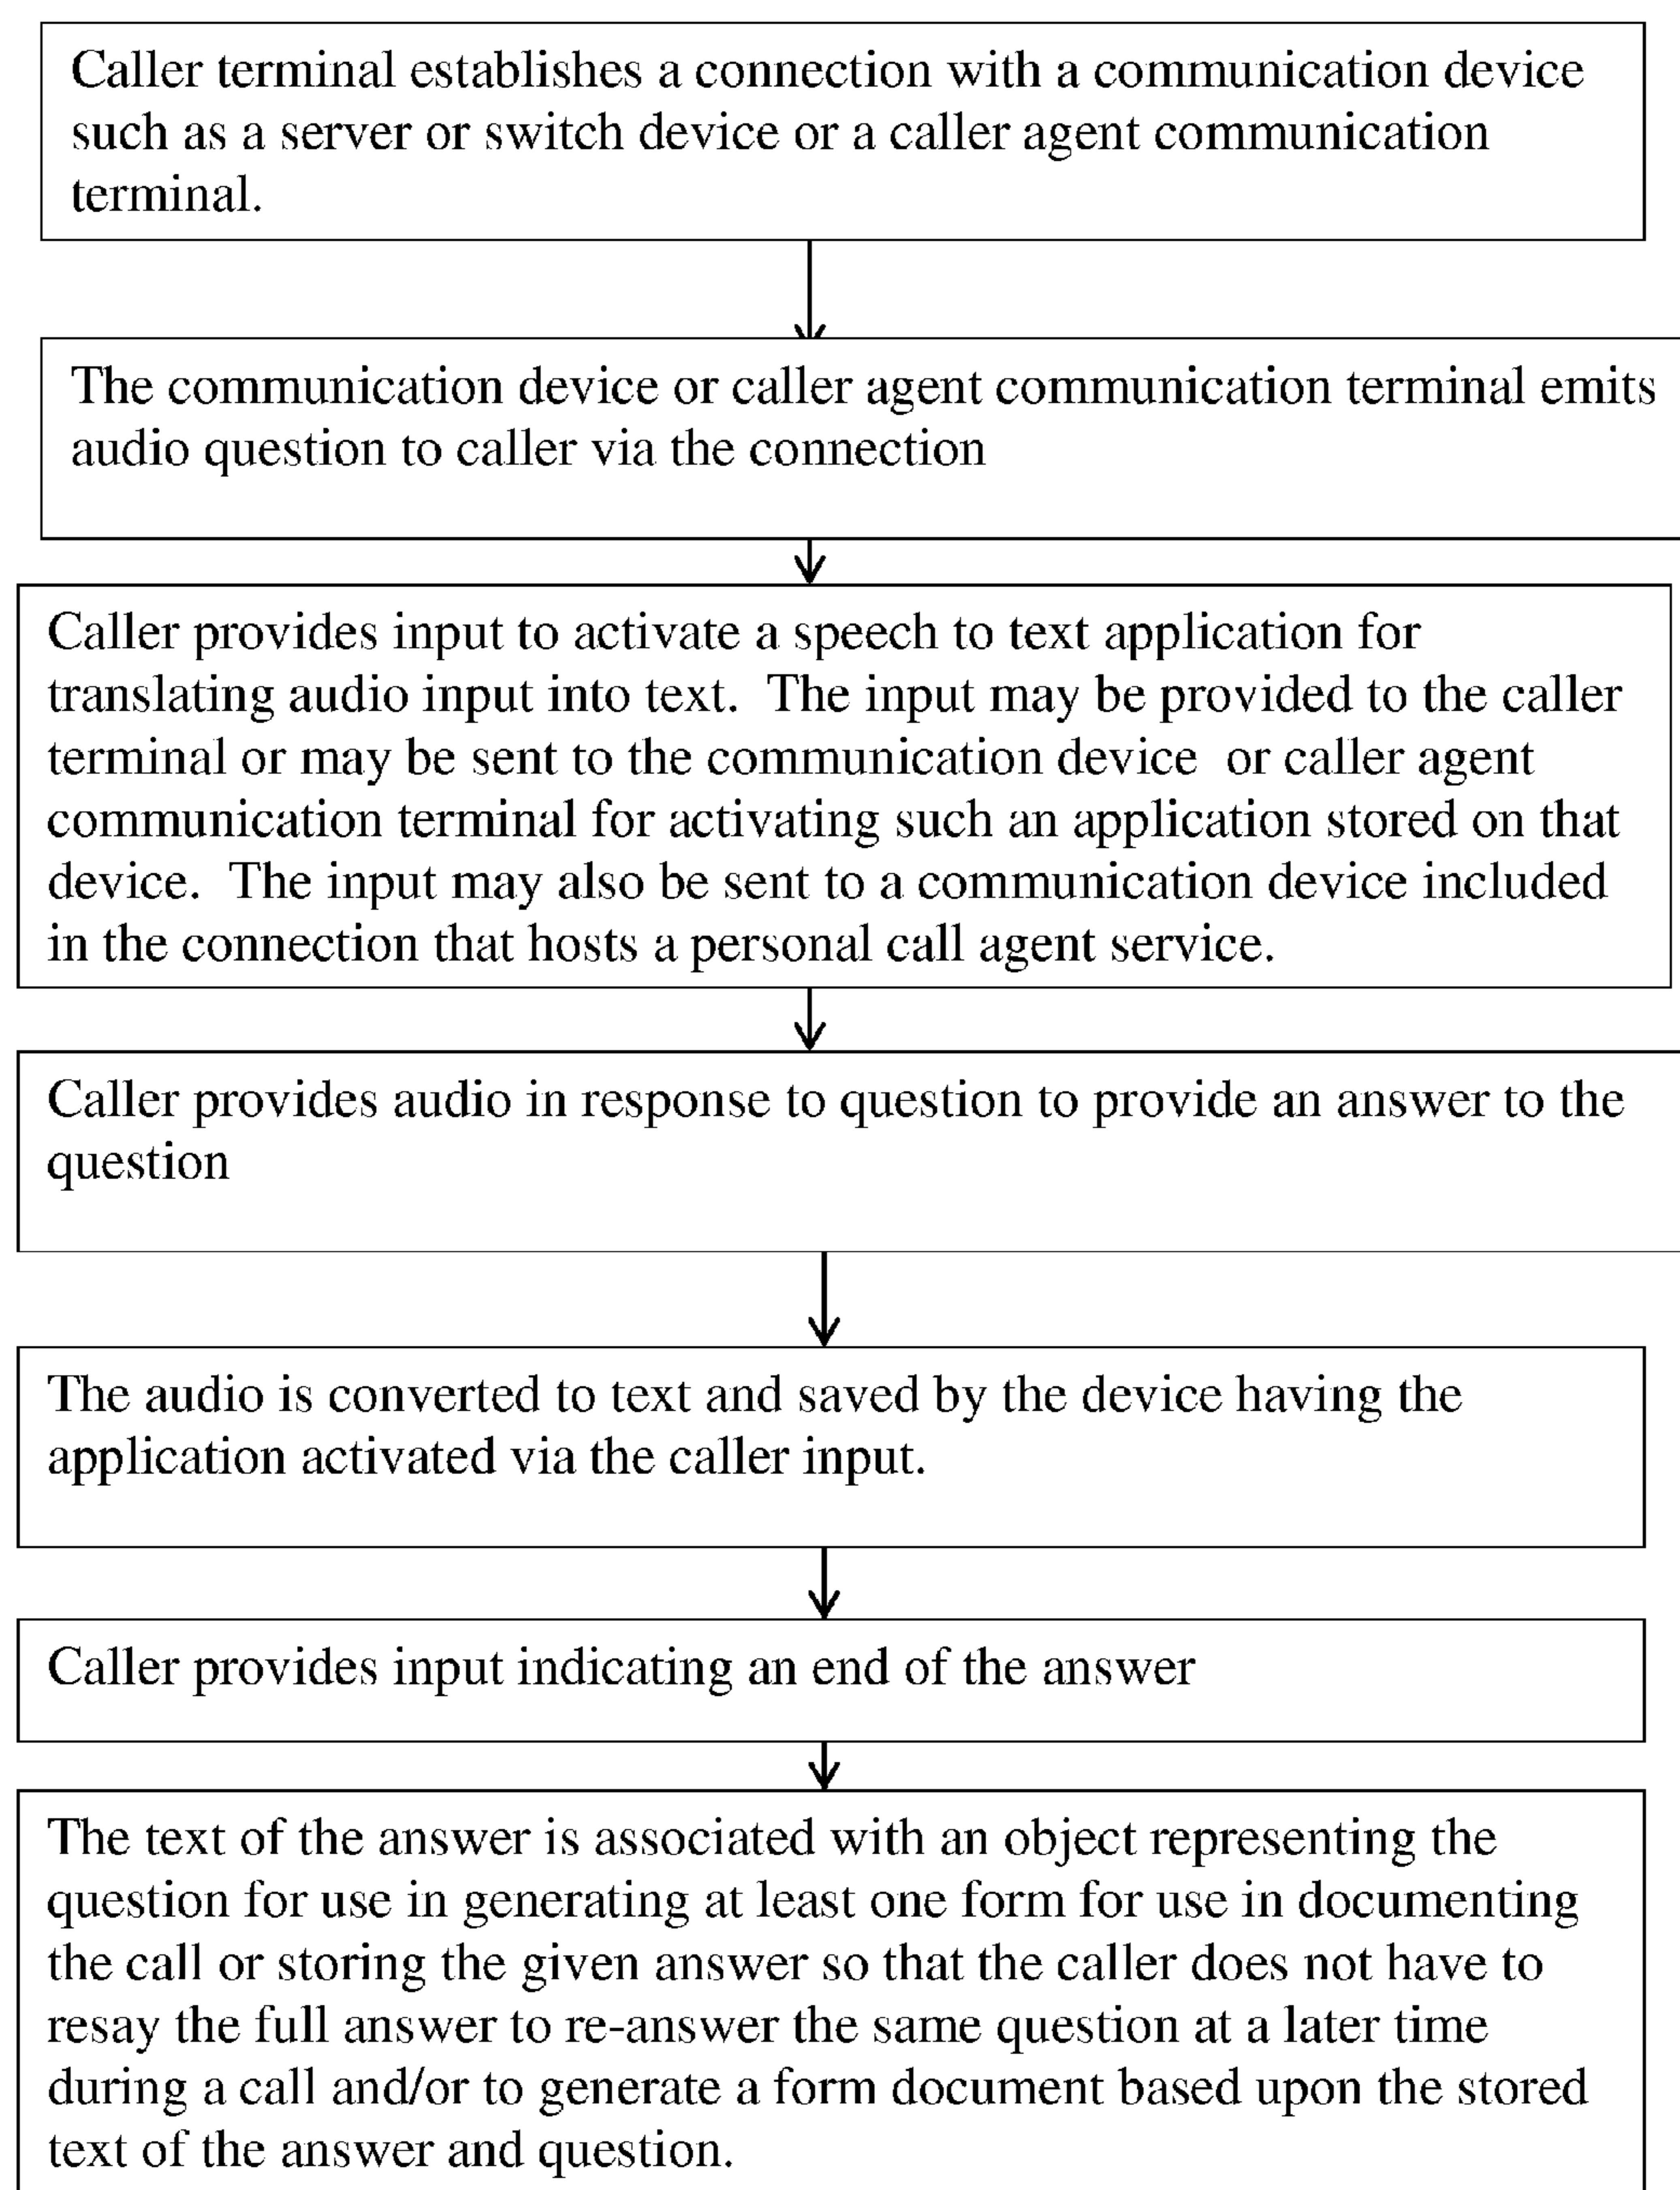 Caller terminal establishes a connection with a communication device
such as a server or switch device or a caller agent communication
terminal.
The communication device or caller agent communication terminal emits
audio question to caller via the connection
Caller provides input to activate a speech to text application for
translating audio input into text.  The input may be provided to the caller
terminal or may be sent to the communication device  or caller agent
communication terminal for activating such an application stored on that
device.  The input may also be sent to a communication device included
in the connection that hosts a personal call agent service.
Caller provides audio in response to question to provide an answer to the
question
The audio is converted to text and saved by the device having the
application activated via the caller input.
Caller provides input indicating an end of the answer
The text of the answer is associated with an object representing the
question for use in generating at least one form for use in documenting
the call or storing the given answer so that the caller does not have to
resay the full answer to re-answer the same question at a later time
during a call and/or to generate a form document based upon the stored
text of the answer and question.